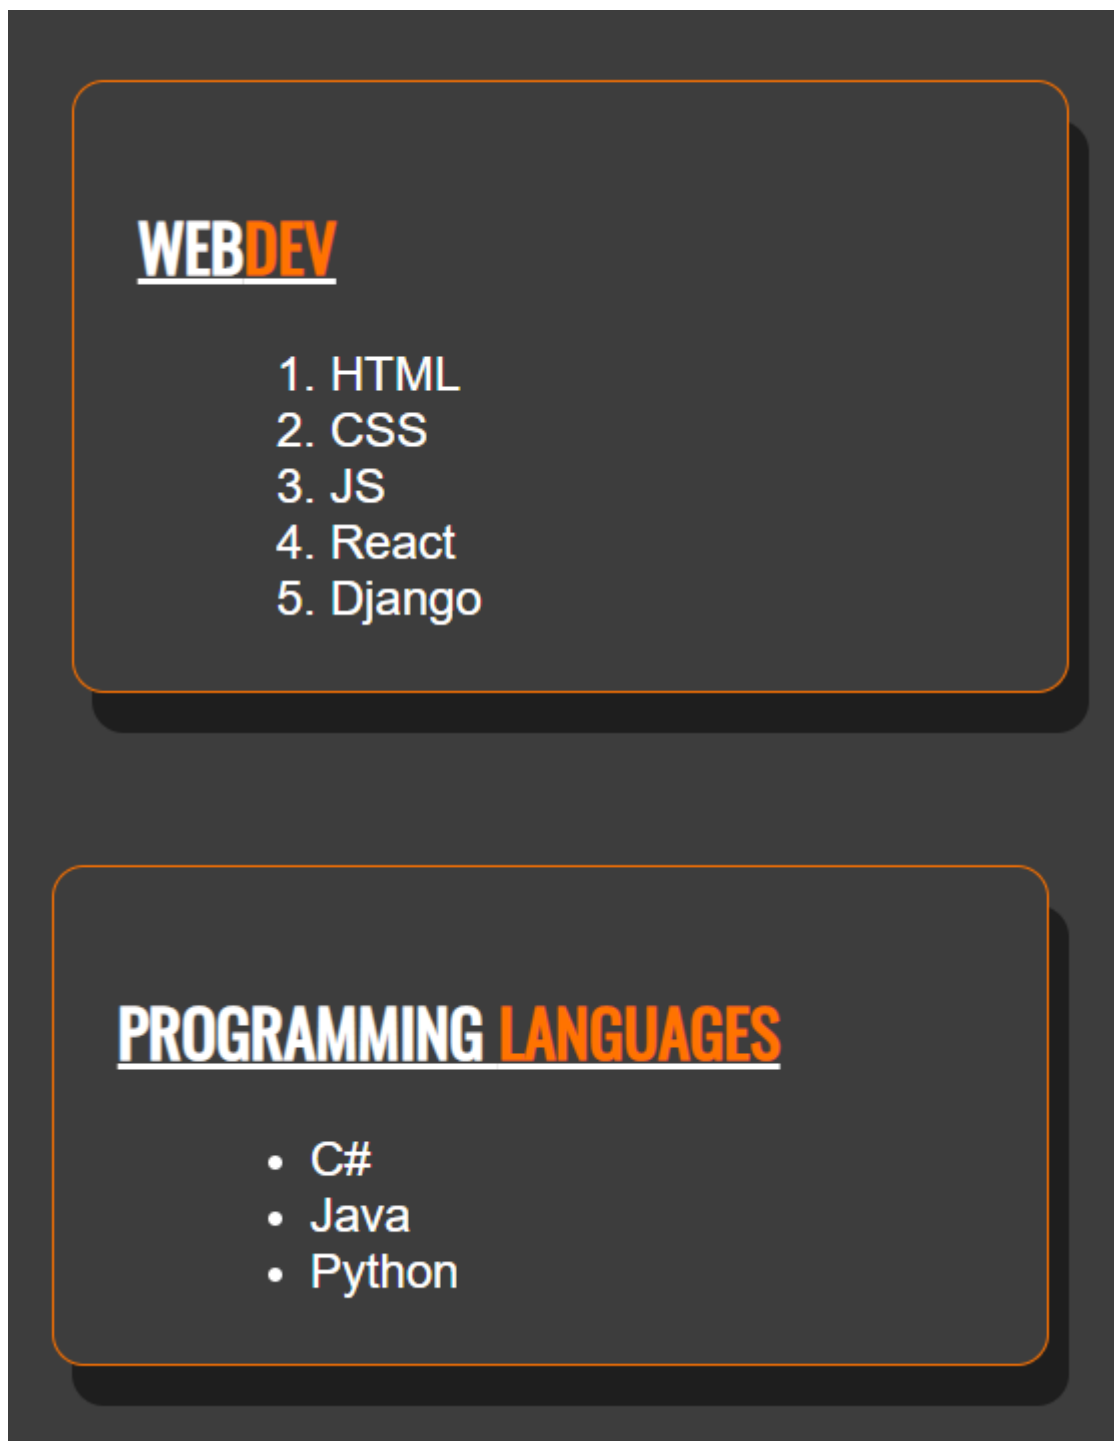 WEBDEV
1. HTML
2. CSS
3. JS
4. React
5. Django
PROGRAMMING LANGUAGES
• C#
• Java
• Python